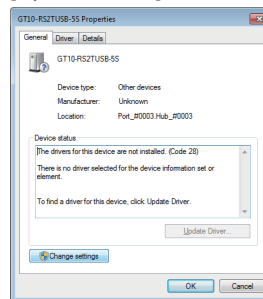 GT10-RS2TUSB-5S Properties
General Driver Details
GT10-RS2TUSB-5S
Device type: Other devices
Manufacturer: Unknown
Location: Port_#0003.Hub_#0003
Device status
The drivers for this device are not installed. (Code 28)
There is no driver selected for the device information set or
element.
To find a driver for this device, click Update Driver.
Update Driver...
Change settings
OK Cancel